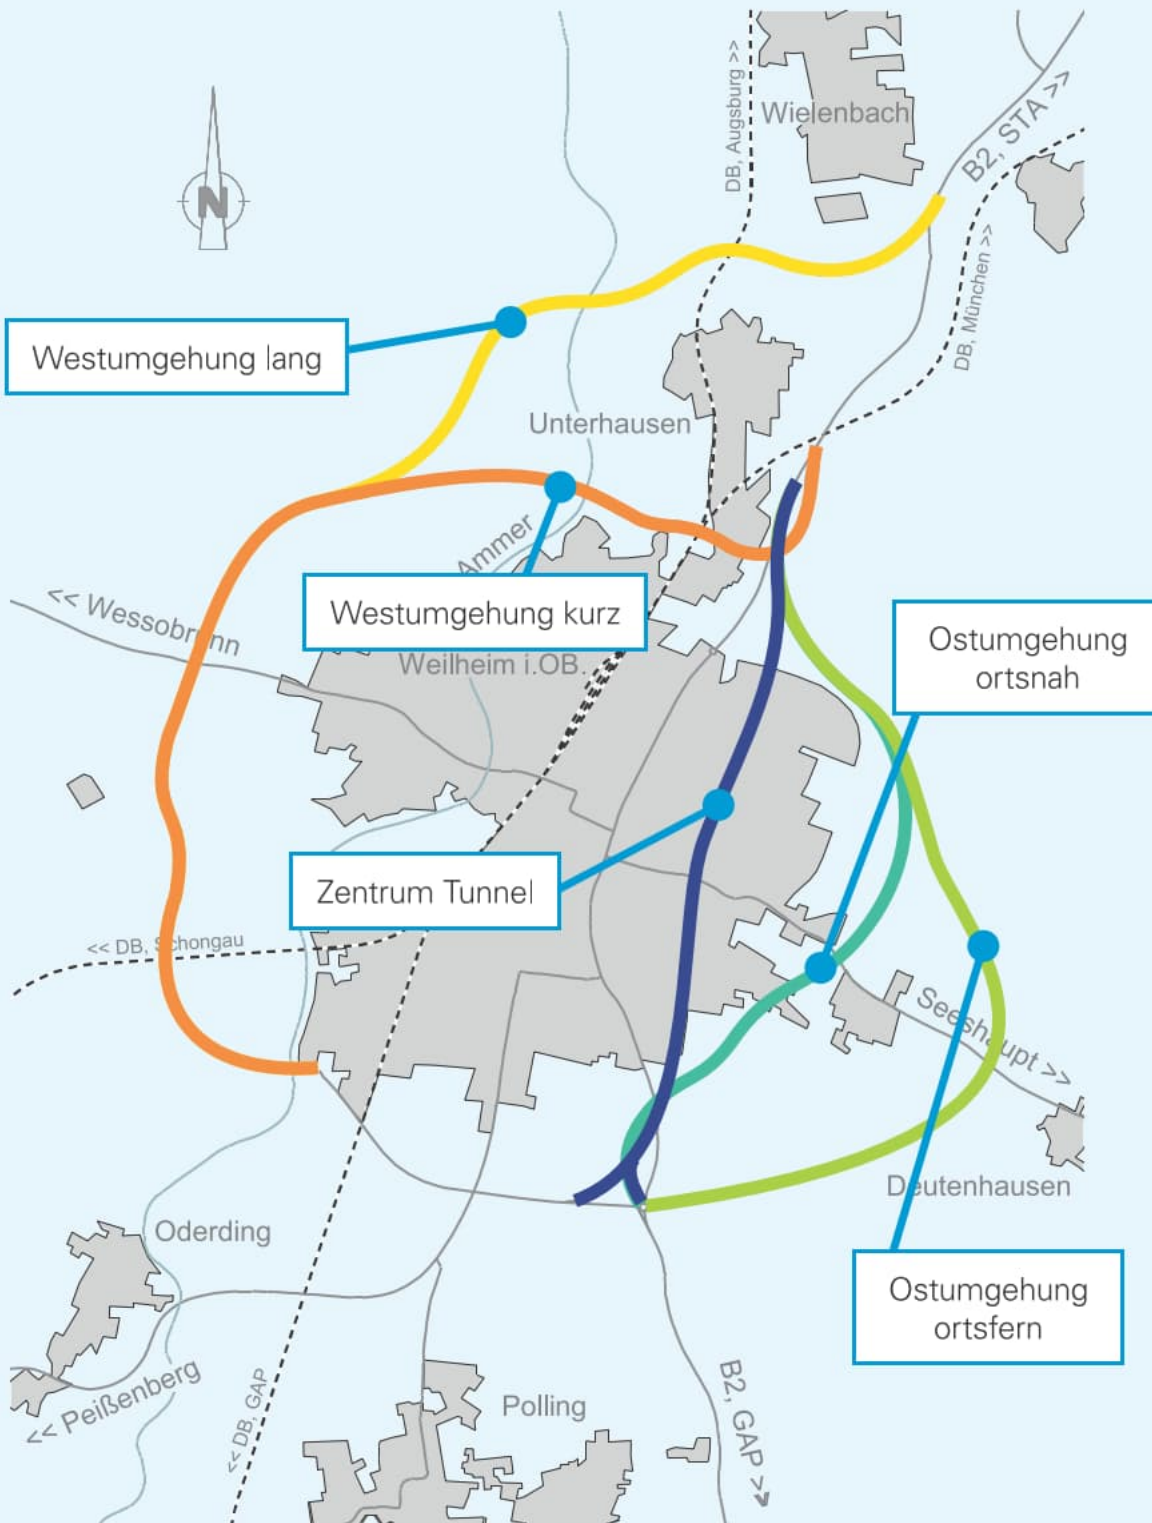 DB, Augsburg >>
Wielenbach
B2, STA >>
N
DB, München >>
Westumgehung lang
Unterhausen
Ammer
<< Wessobrunn
Westumgehung kurz
Ostumgehung
ortsnah
Weilheim i.OB.
Zentrum Tunnel
<< DB, Schongau
Seeshaupt >>
Deutenhausen
Oderding
Ostumgehung
ortsfern
<< Peißenberg
<< DB, GAP
Polling
B2, GAP >>